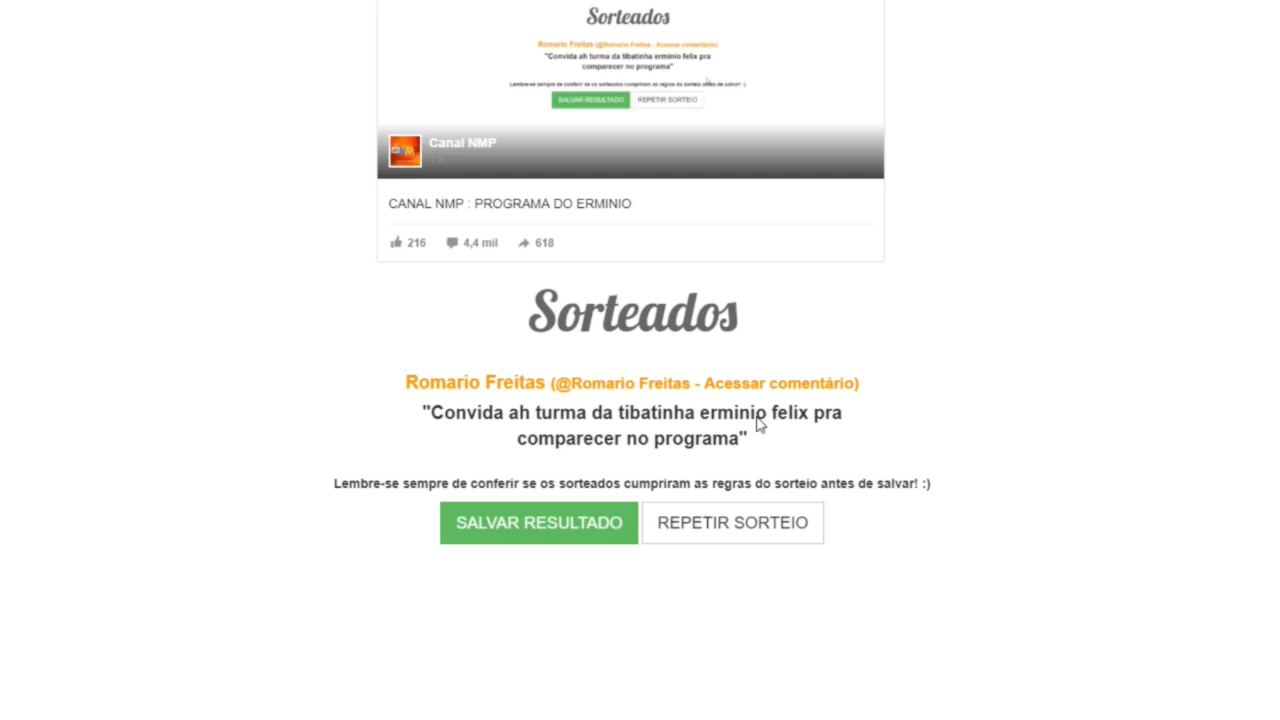 Sorteados
Romario Freitas (@Romario Freitas - Acessar comentário)
"Convida ah turma da tibatinha erminio felix pra
comparecer no programa"
Lembre-se sempre de conferir se os sorteados cumpriram as regras do sorteio antes de salvar! :)
SALVAR RESULTADO REPETIR SORTEIO
Canal NMP
CANAL NMP : PROGRAMA DO ERMINIO
216 4,4 mil 618
Sorteados
Romario Freitas (@Romario Freitas - Acessar comentário)
"Convida ah turma da tibatinha erminio felix pra
comparecer no programa"
Lembre-se sempre de conferir se os sorteados cumpriram as regras do sorteio antes de salvar! :)
SALVAR RESULTADO REPETIR SORTEIO